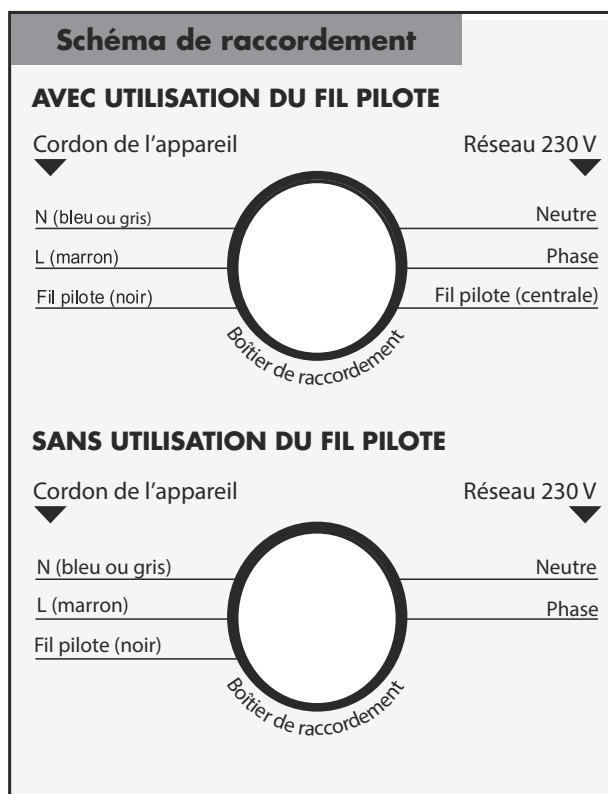 Schéma de raccordement
AVEC UTILISATION DU FIL PILOTE
Cordon de l'appareil
Réseau 230 V
N (bleu ou gris)
Neutre
L (marron)
Phase
Fil pilote (noir)
Fil pilote (centrale)
Boîtier de raccordement
SANS UTILISATION DU FIL PILOTE
Cordon de l'appareil
Réseau 230 V
N (bleu ou gris)
Neutre
L (marron)
Phase
Fil pilote (noir)
Boîtier de raccordement